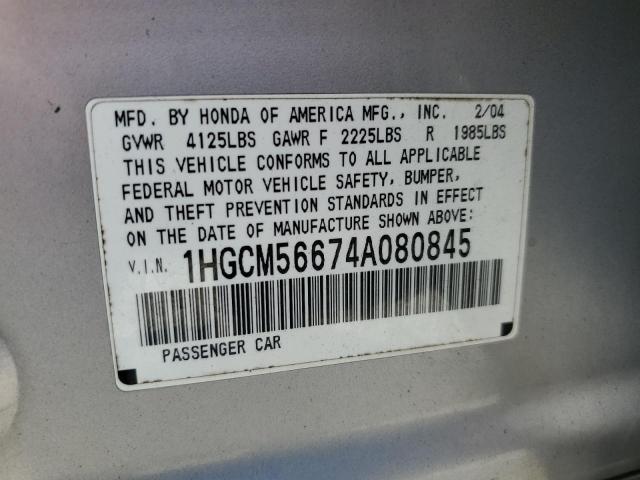 MFD. BY HONDA OF AMERICA MFG., INC. 2/04
GVWR 4125LBS GAWR F 2225LBS R 1985LBS
THIS VEHICLE CONFORMS TO ALL APPLICABLE
FEDERAL MOTOR VEHICLE SAFETY, BUMPER,
AND THEFT PREVENTION STANDARDS IN EFFECT
ON THE DATE OF MANUFACTURE SHOWN ABOVE:
V.I.N. 1HGCM56674A080845
PASSENGER CAR